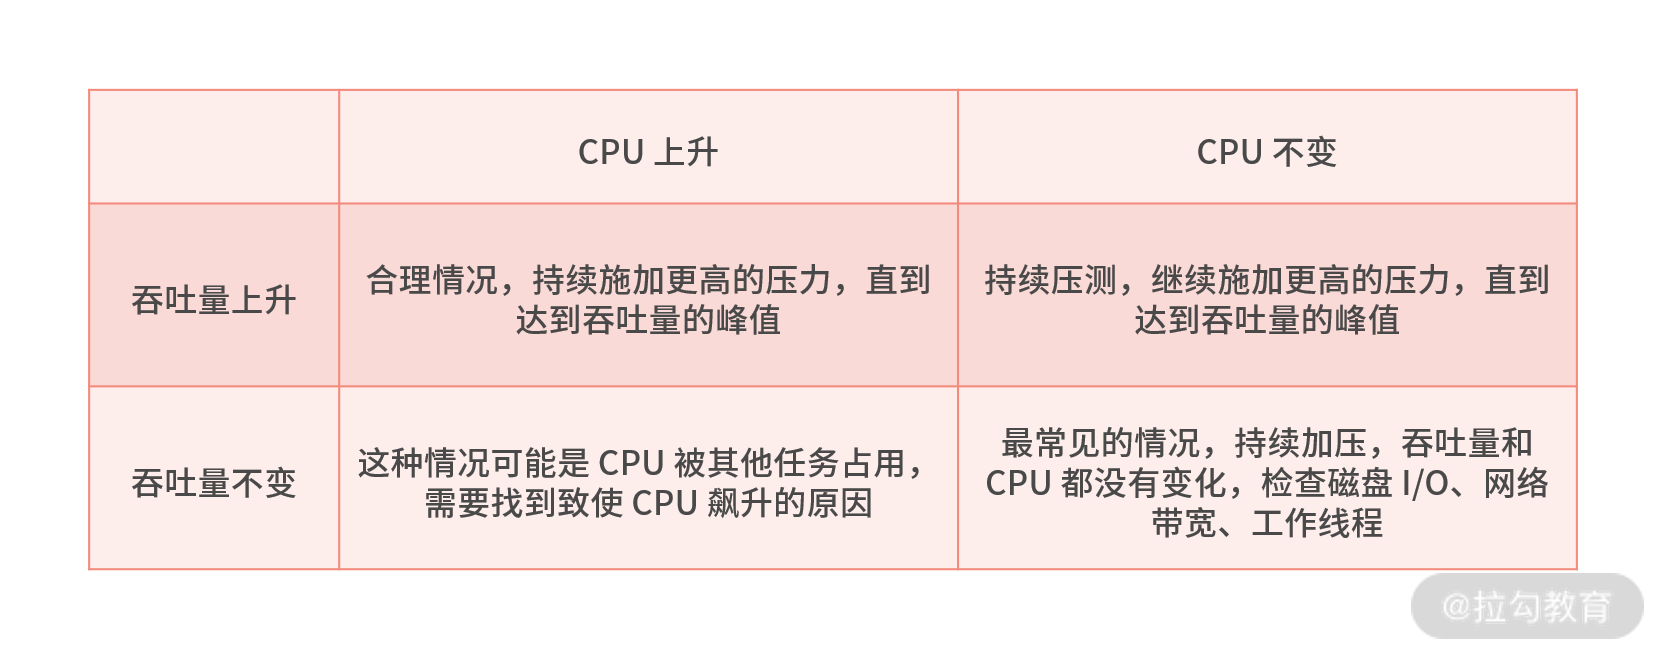 CPU 上升
CPU 不变
吞吐量上升
合理情况，持续施加更高的压力，直到
达到吞吐量的峰值
持续压测，继续施加更高的压力，直到
达到吞吐量的峰值
吞吐量不变
这种情况可能是 CPU 被其他任务占用，
需要找到致使 CPU 飙升的原因
最常见的情况，持续加压，吞吐量和
CPU 都没有变化，检查磁盘 I/O、网络
带宽、工作线程
@拉勾教育